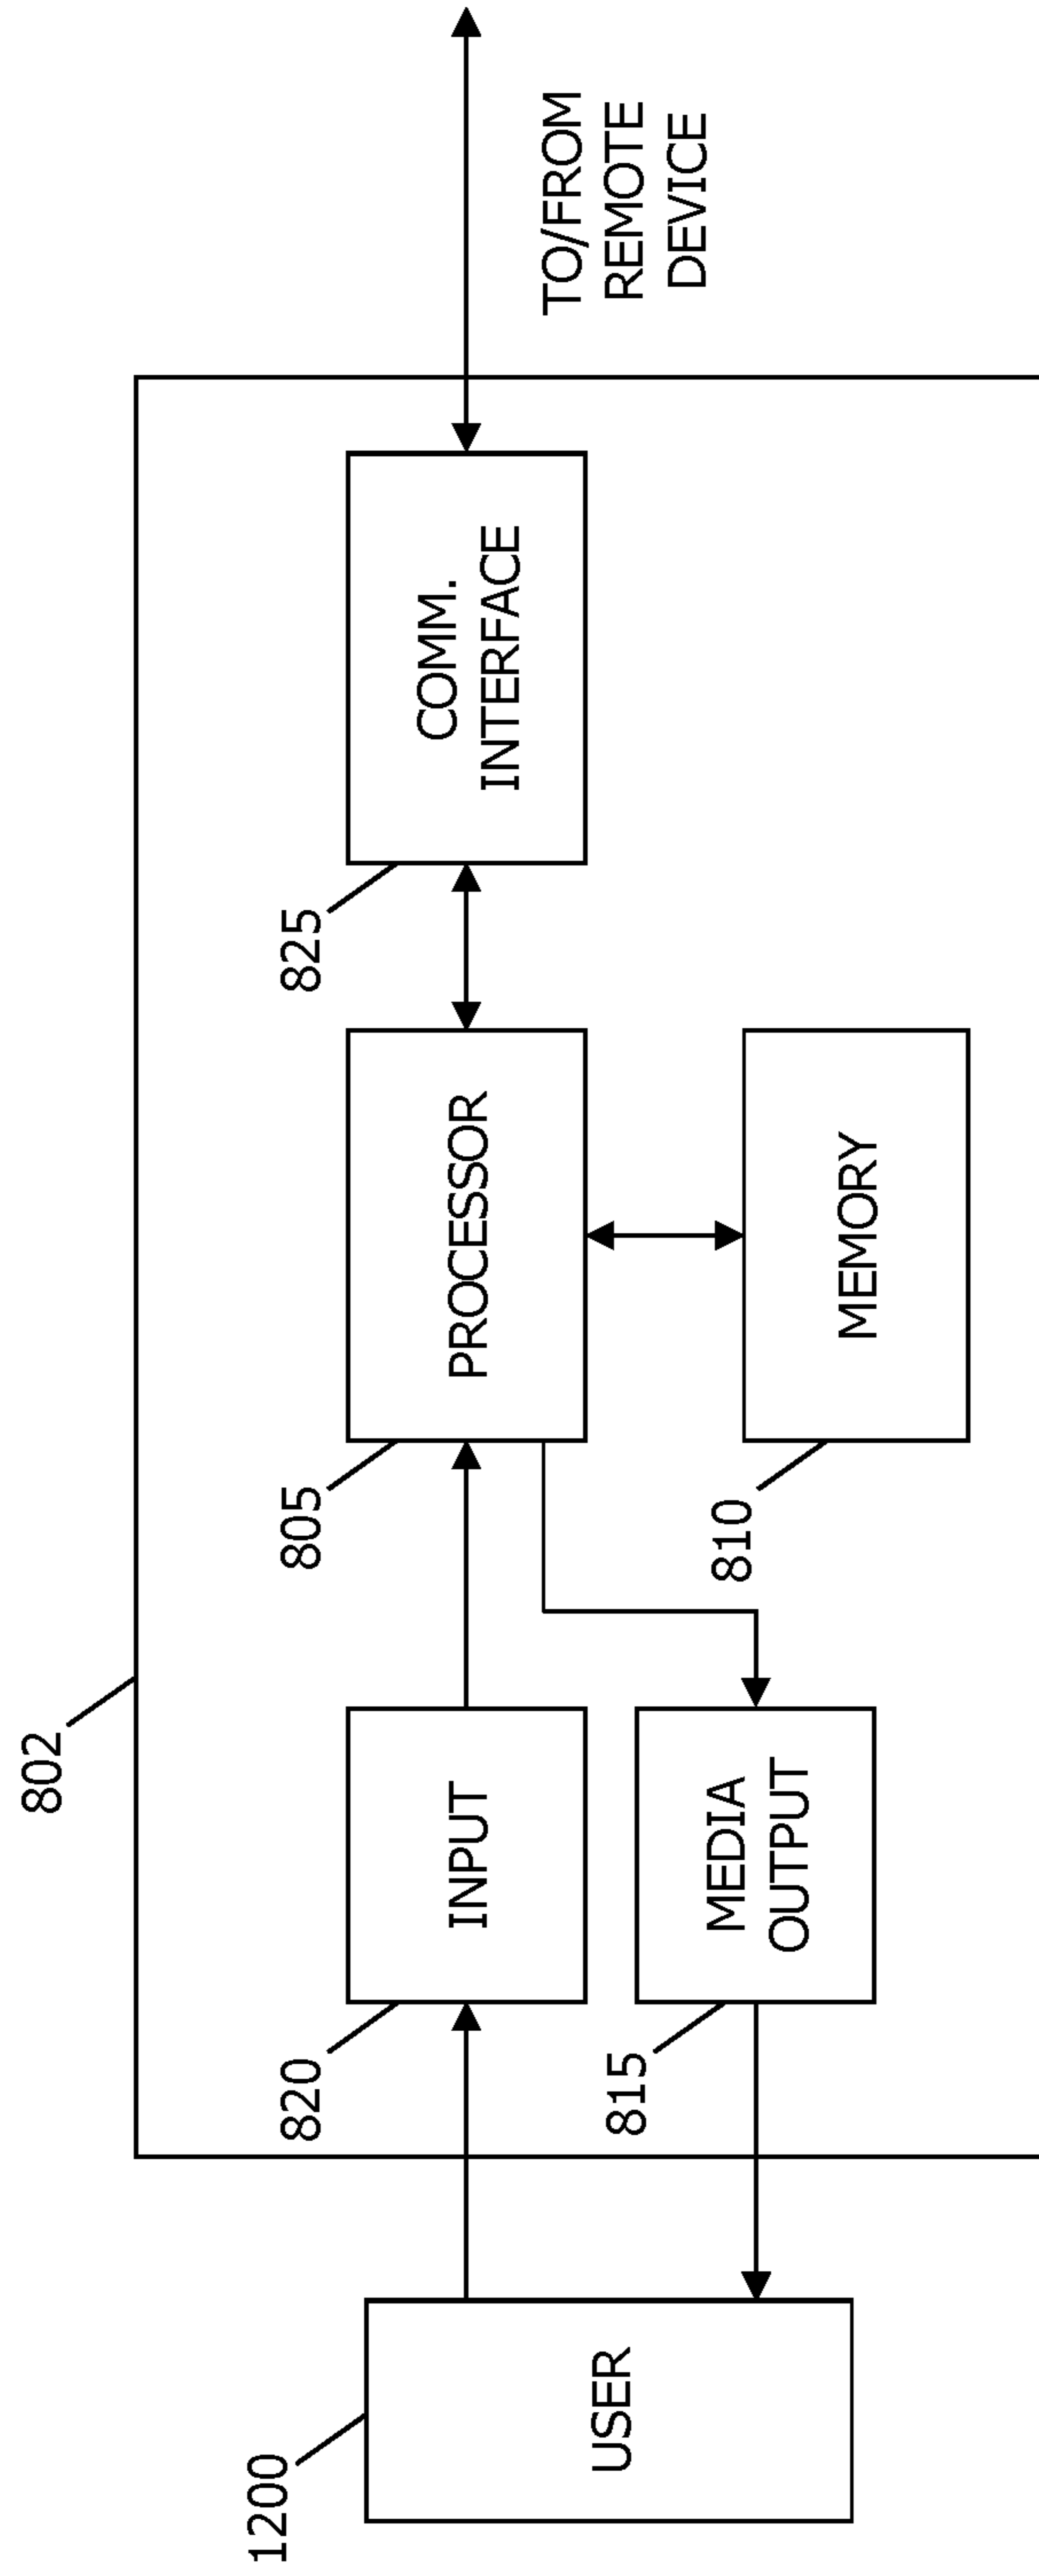 802
1200
USER
820
INPUT
815
MEDIA
OUTPUT
805
PROCESSOR
810
MEMORY
825
COMM.
INTERFACE
TO/FROM
REMOTE
DEVICE